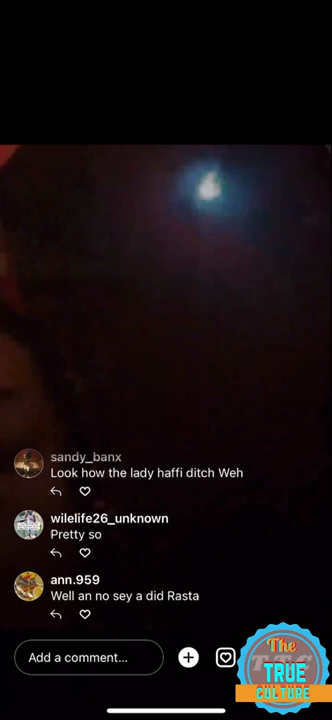 sandy_banx
Look how the lady haffi ditch Weh
wilelife26_unknown
Pretty so
ann.959
Well an no sey a did Rasta
Add a comment...
The
T.T.C
TRUE
CULTURE